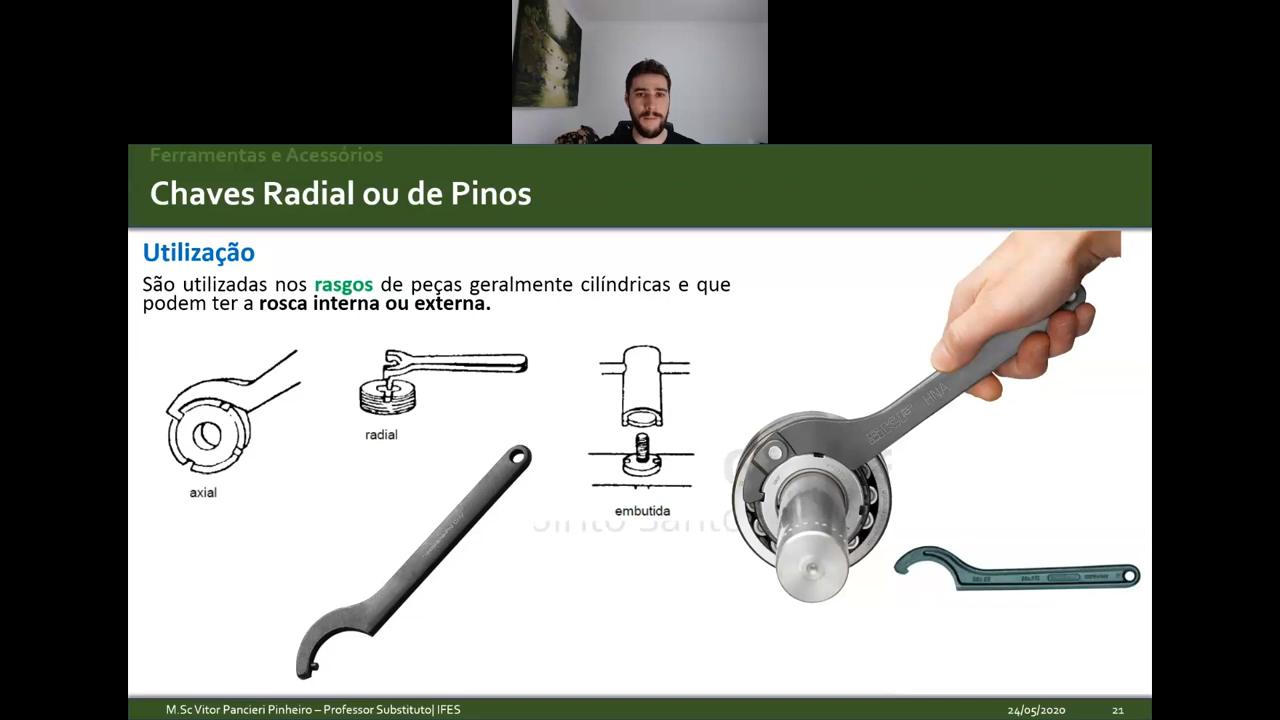 Ferramentas e Acessórios
Chaves Radial ou de Pinos
Utilização
São utilizadas nos rasgos de peças geralmente cilíndricas e que
podem ter a rosca interna ou externa.
axial
radial
embutida
HNA
M.Sc Vitor Pancieri Pinheiro – Professor Substituto| IFES
24/05/2020
21